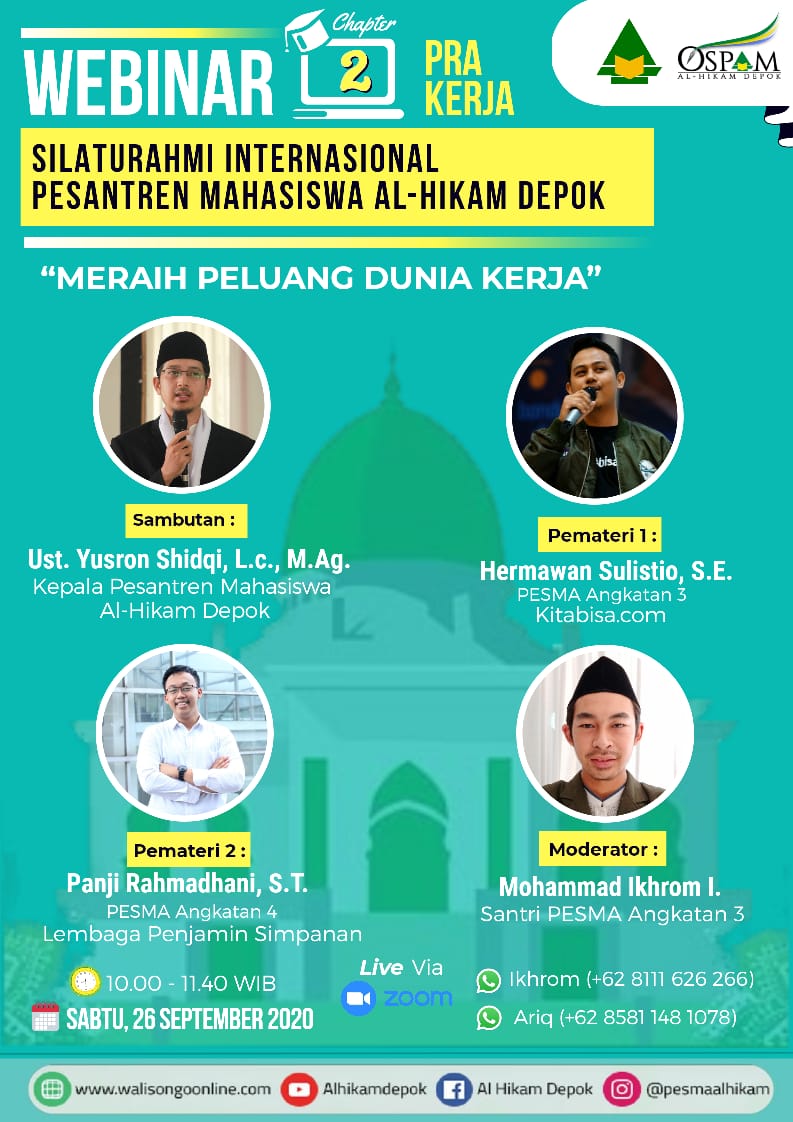 WEBINAR
Chapter
2
PRA
KERJA
OSPAM
AL-HIKAM DEPOK
SILATURAHMI INTERNASIONAL
PESANTREN MAHASISWA AL-HIKAM DEPOK
“MERAIH PELUANG DUNIA KERJA”
Sambutan :
Ust. Yusron Shidqi, L.c., M.Ag.
Kepala Pesantren Mahasiswa
Al-Hikam Depok
Pemateri 1 :
Hermawan Sulistio, S.E.
PESMA Angkatan 3
Kitabisa.com
Pemateri 2 :
Panji Rahmadhani, S.T.
PESMA Angkatan 4
Lembaga Penjamin Simpanan
Moderator :
Mohammad Ikhrom I.
Santri PESMA Angkatan 3
10.00 - 11.40 WIB
SABTU, 26 SEPTEMBER 2020
Live Via
zoom
Ikhrom (+62 8111 626 266)
Ariq (+62 8581 148 1078)
www.walisongoonline.com
Alhikamdepok
Al Hikam Depok
@pesmaalhikam